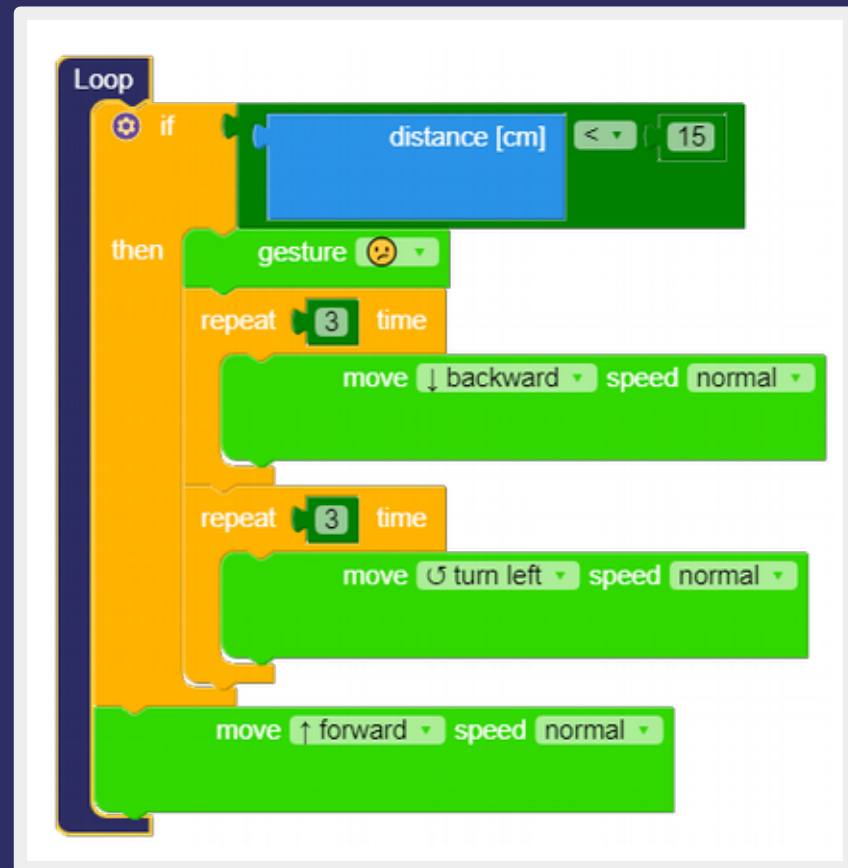 Loop
if distance [cm] < 15
then gesture 😕
repeat 3 time
move ↓ backward speed normal
repeat 3 time
move ↺ turn left speed normal
move ↑ forward speed normal